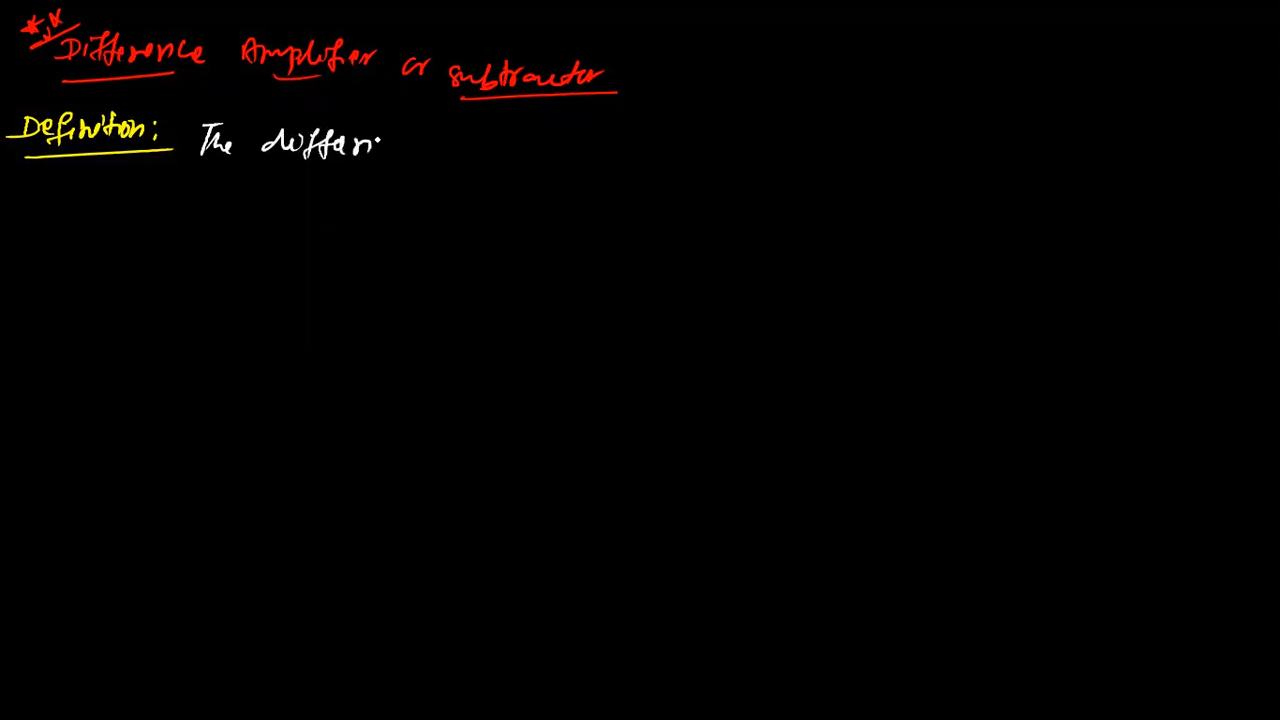 Difference Amplifier or subtractor
Definition: The differ